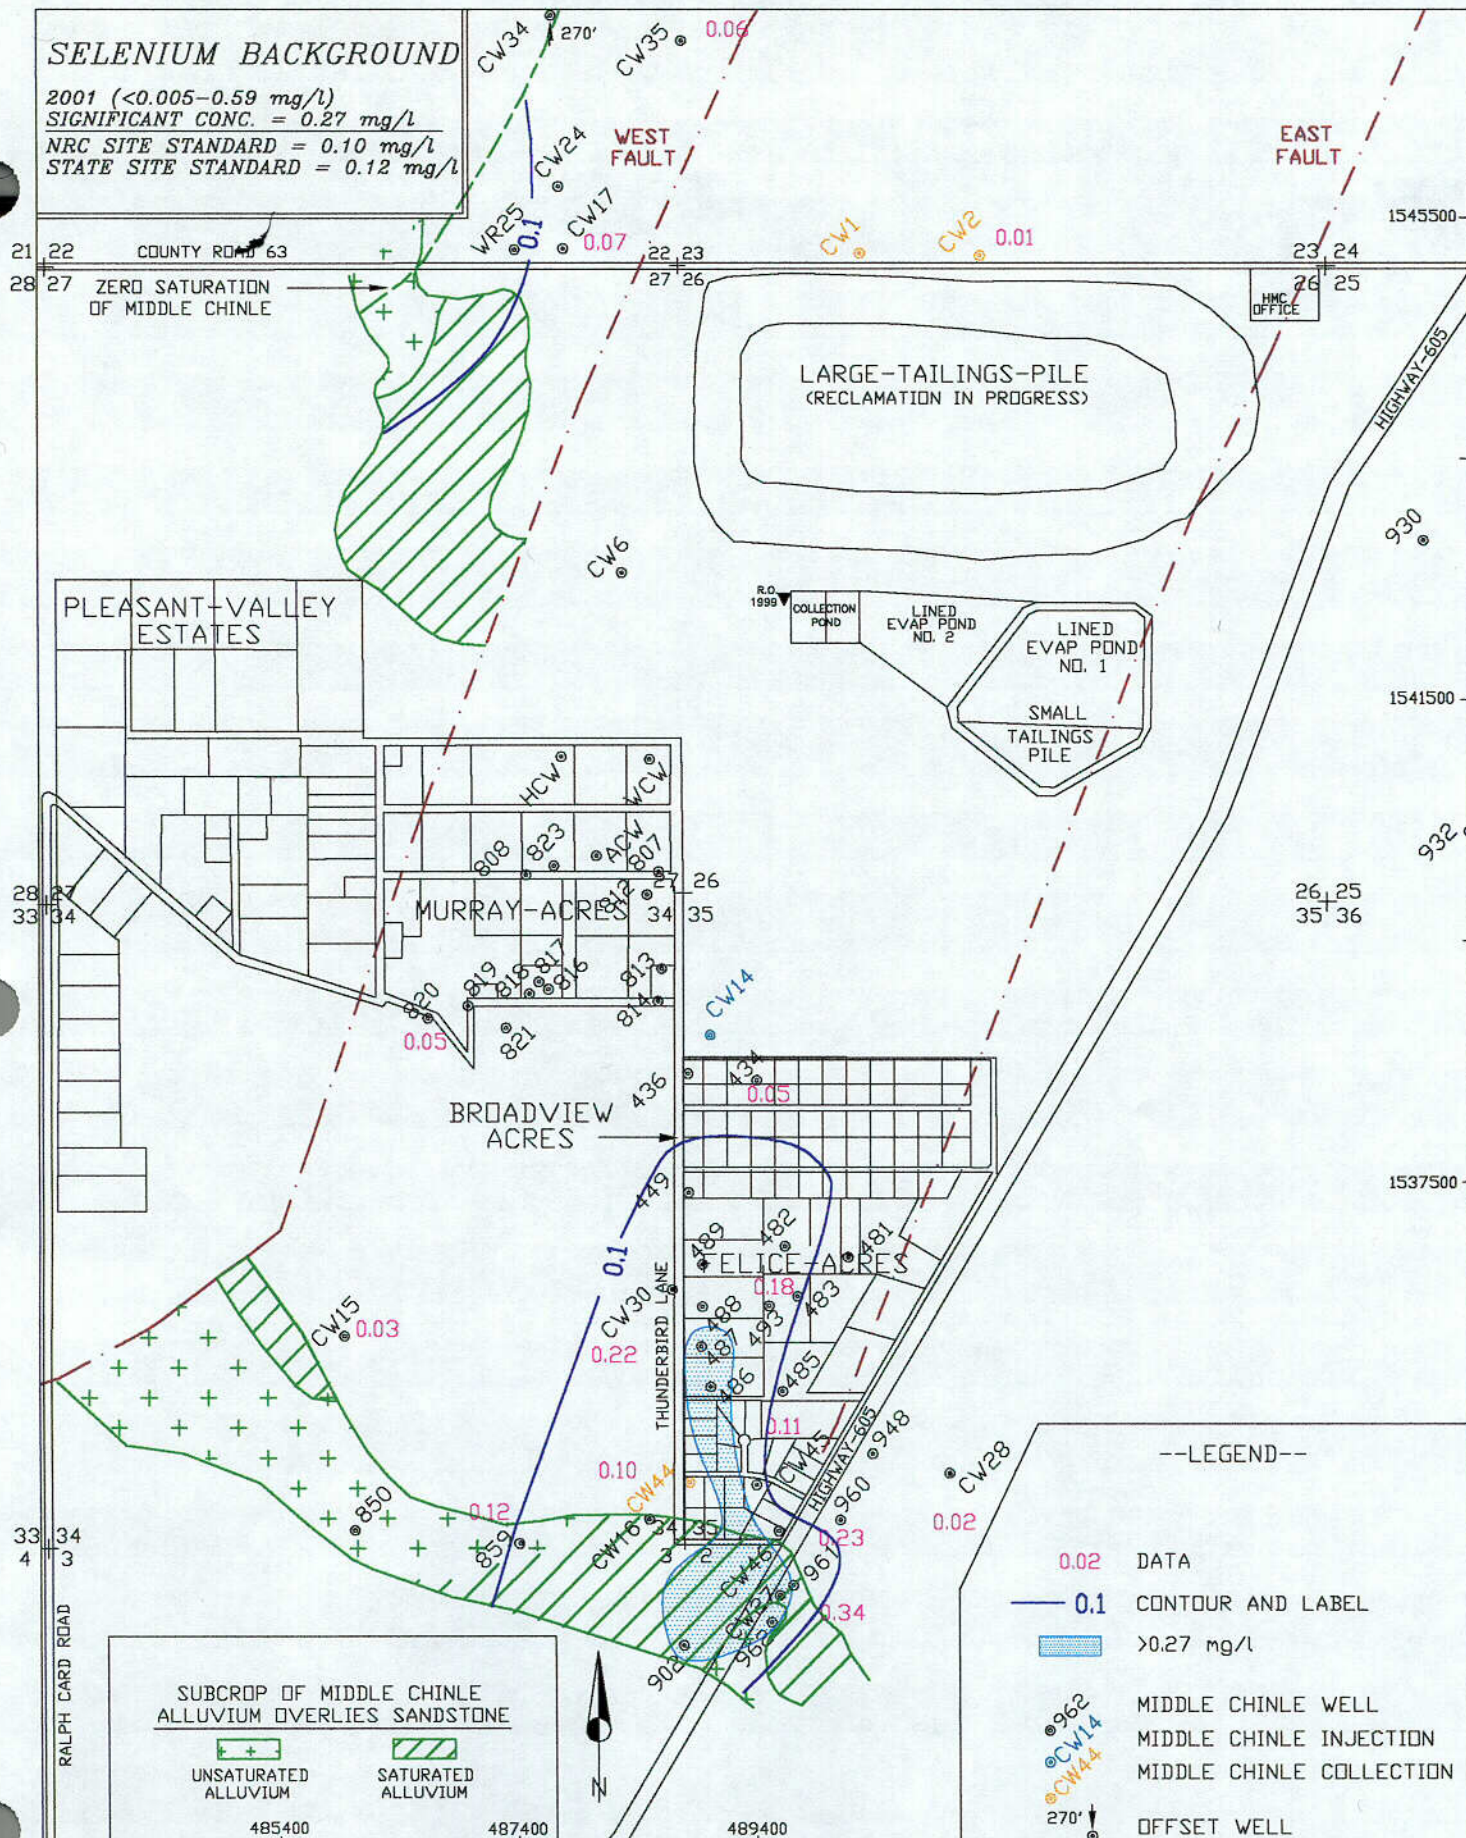 SELENIUM BACKGROUND
2001 (<0.005-0.59 mg/l)
SIGNIFICANT CONC. = 0.27 mg/l
NRC SITE STANDARD = 0.10 mg/l
STATE SITE STANDARD = 0.12 mg/l
CW34
270'
CW35
0.06
WEST
FAULT
EAST
FAULT
CW24
CW17
WR25
0.1
0.07
CW1
CW2
0.01
1545500
21 22
28 27
COUNTY ROAD 63
22 23
27 26
23 24
26 25
ZERO SATURATION
OF MIDDLE CHINLE
HMC
OFFICE
HIGHWAY-605
LARGE-TAILINGS-PILE
(RECLAMATION IN PROGRESS)
930
CW6
PLEASANT-VALLEY
ESTATES
R.O.
1999
COLLECTION
POND
LINED
EVAP POND
NO. 2
LINED
EVAP POND
NO. 1
SMALL
TAILINGS
PILE
1541500
HCW
WCW
808
823
ACW
807
812
932
28 27
33 34
MURRAY-ACRES
27 26
34 35
26 25
35 36
820
819
818
817
816
813
814
821
0.05
CW14
436
434
0.05
BROADVIEW
ACRES
449
1537500
0.1
489
482
481
FELICE-ACRES
0.18
CW30
THUNDERBIRD LANE
488
493
483
CW15
0.03
0.22
487
486
485
0.11
0.10
CW44
CW45
HIGHWAY-605
948
960
CW28
0.02
33 34
4 3
850
0.12
859
CW16
34 35
3 2
CW46
961
0.23
CW27
962
0.34
902
RALPH CARD ROAD
SUBCROP OF MIDDLE CHINLE
ALLUVIUM OVERLIES SANDSTONE
UNSATURATED
ALLUVIUM
SATURATED
ALLUVIUM
N
485400
487400
489400
--LEGEND--
0.02 DATA
0.1 CONTOUR AND LABEL
>0.27 mg/l
962 MIDDLE CHINLE WELL
CW14 MIDDLE CHINLE INJECTION
CW44 MIDDLE CHINLE COLLECTION
270' OFFSET WELL